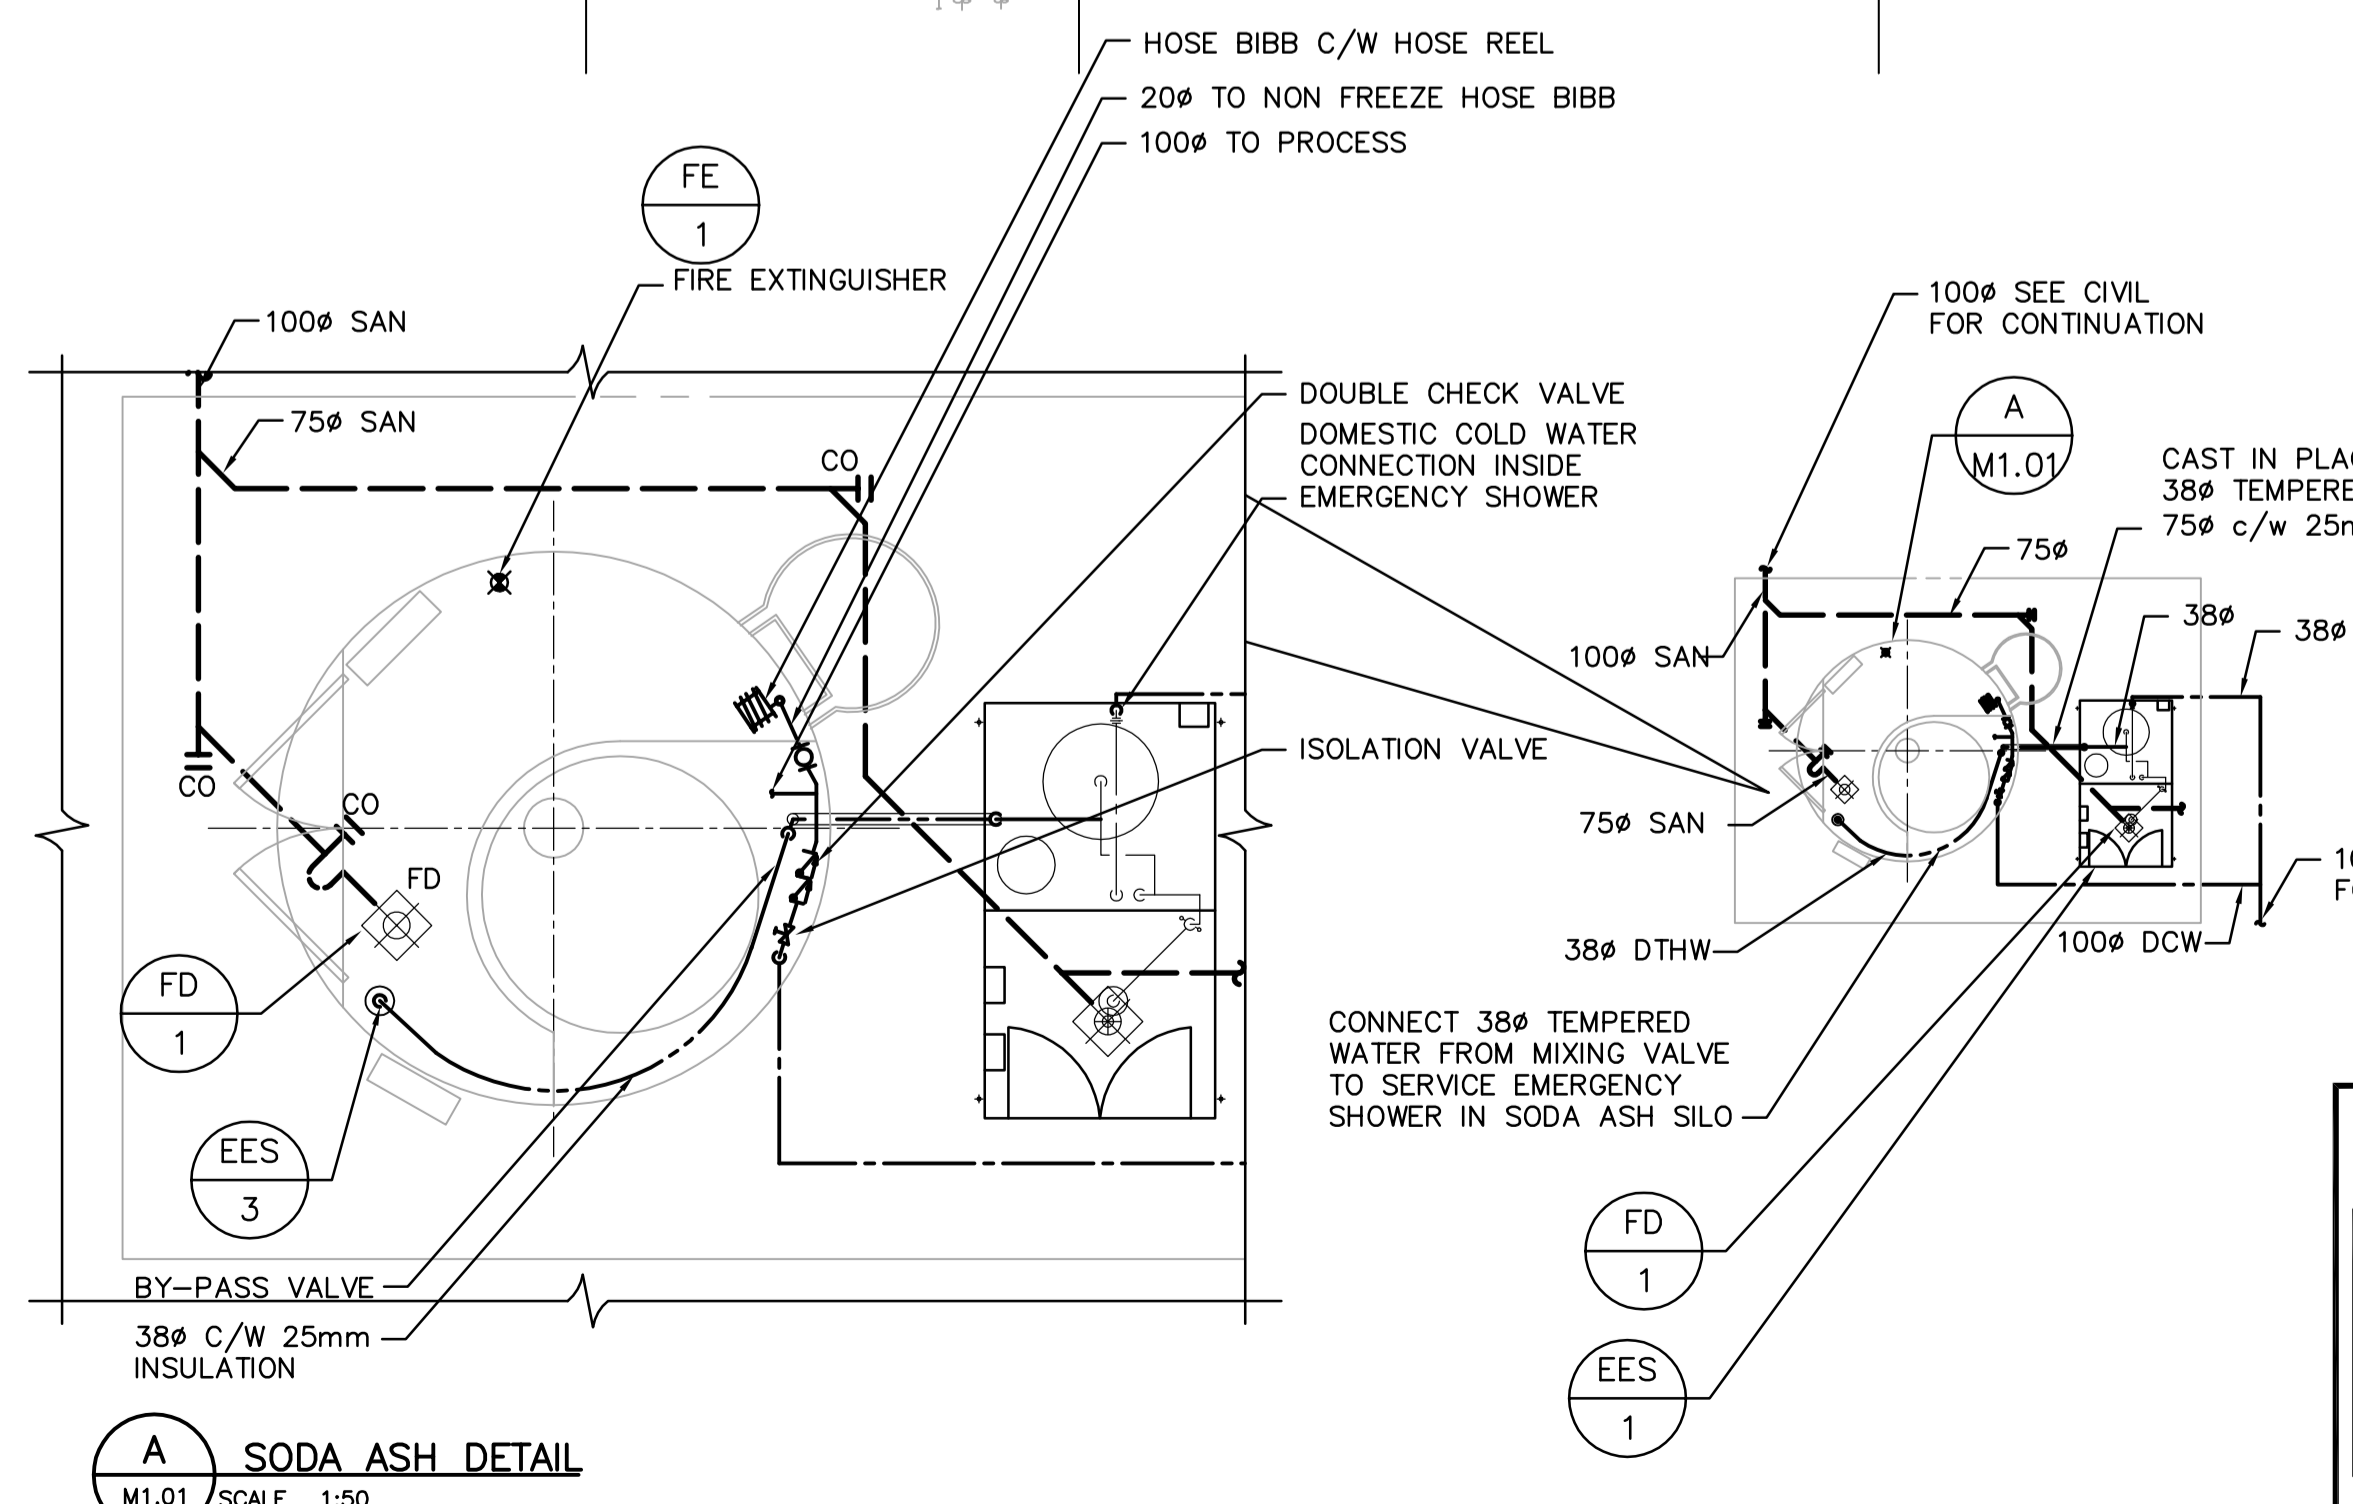 HOSE BIBB C/W HOSE REEL
20ø TO NON FREEZE HOSE BIBB
100ø TO PROCESS
FE
1
FIRE EXTINGUISHER
100ø SAN
75ø SAN
CO
DOUBLE CHECK VALVE
DOMESTIC COLD WATER
CONNECTION INSIDE
EMERGENCY SHOWER
ISOLATION VALVE
CO
CO
FD
FD
1
EES
3
BY-PASS VALVE
38ø C/W 25mm
INSULATION
A
M1.01
SODA ASH DETAIL
SCALE 1:50
100ø SEE CIVIL
FOR CONTINUATION
A
M1.01
CAST IN
38ø
75ø c/w
75ø
38ø
38ø
100ø SAN
75ø SAN
38ø DTHW
100ø DCW
CONNECT 38ø TEMPERED
WATER FROM MIXING VALVE
TO SERVICE EMERGENCY
SHOWER IN SODA ASH SILO
FD
1
EES
1